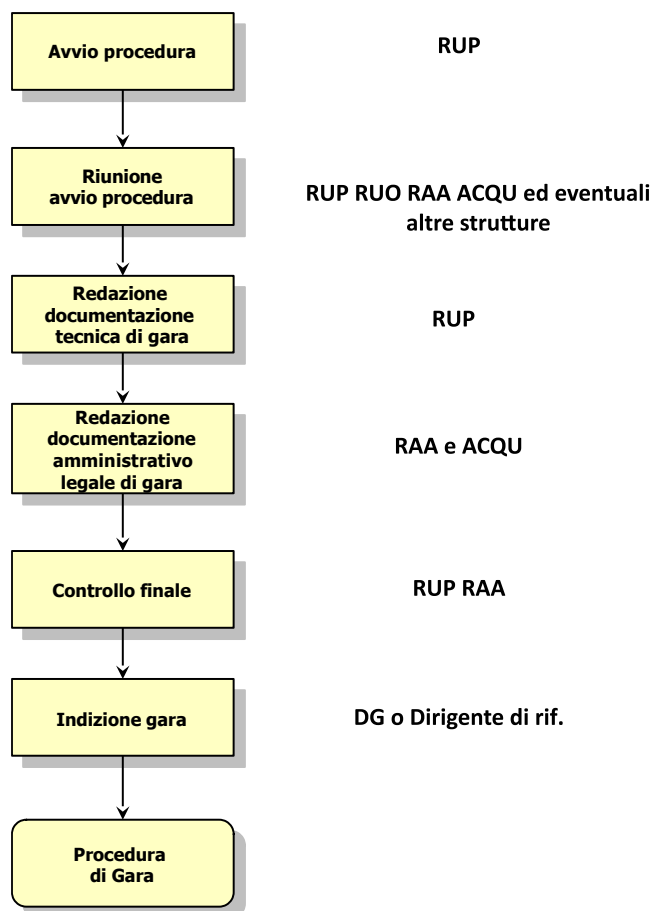 Avvio procedura
RUP
Riunione
avvio procedura
RUP RUO RAA ACQU ed eventuali
altre strutture
Redazione
documentazione
tecnica di gara
RUP
Redazione
documentazione
amministrativo
legale di gara
RAA e ACQU
Controllo finale
RUP RAA
Indizione gara
DG o Dirigente di rif.
Procedura
di Gara